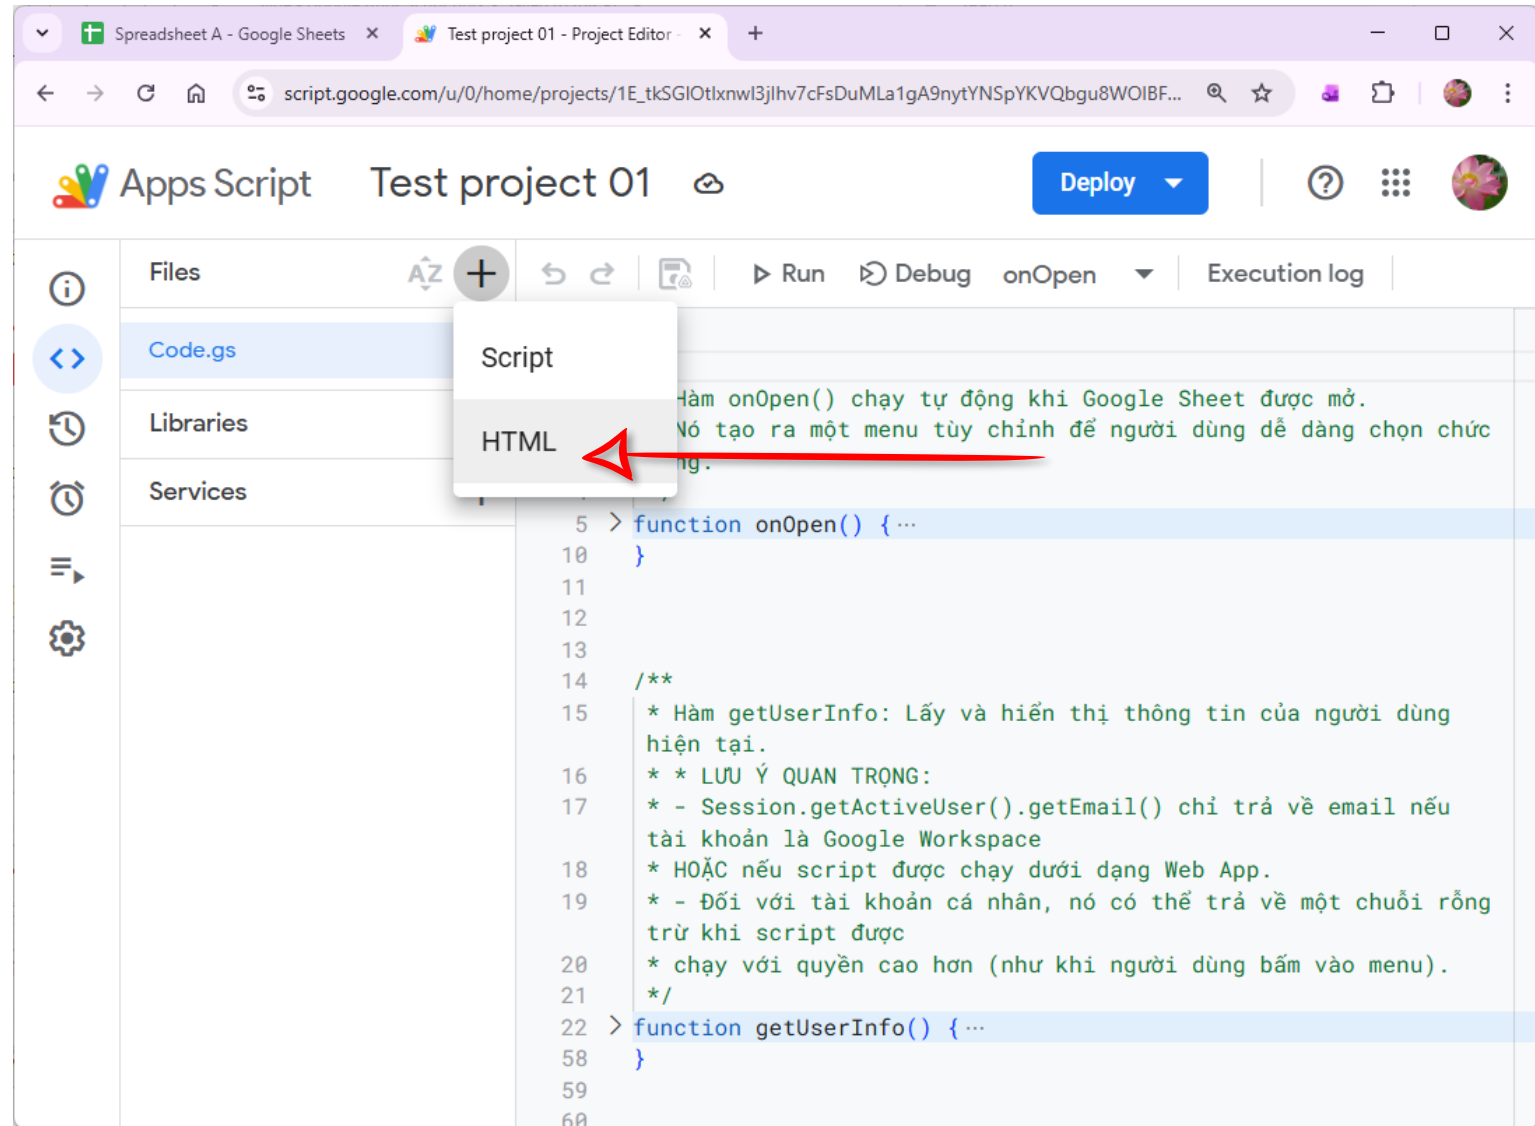 Spreadsheet A - Google Sheets
Test project 01 - Project Editor -
script.google.com/u/0/home/projects/1E_tkSGlOtlxnwl3jlhv7cFsDuMLa1gA9nytYNSpYKVQbgu8WOIBF...
Apps Script
Test project 01
Deploy
Files
AZ
Run
Debug
onOpen
Execution log
Code.gs
Script
HTML
Libraries
Services
Hàm onOpen() chạy tự động khi Google Sheet được mở.
Nó tạo ra một menu tùy chỉnh để người dùng dễ dàng chọn chức
ng.
5 function onOpen() { ...
10 }
11
12
13
14 /**
15 * Hàm getUserInfo: Lấy và hiển thị thông tin của người dùng
hiện tại.
16 * * LƯU Ý QUAN TRỌNG:
17 * - Session.getActiveUser().getEmail() chỉ trả về email nếu
tài khoản là Google Workspace
18 * HOẶC nếu script được chạy dưới dạng Web App.
19 * - Đối với tài khoản cá nhân, nó có thể trả về một chuỗi rỗng
trừ khi script được
20 * chạy với quyền cao hơn (như khi người dùng bấm vào menu).
21 */
22 function getUserInfo() { ...
58 }
59
60